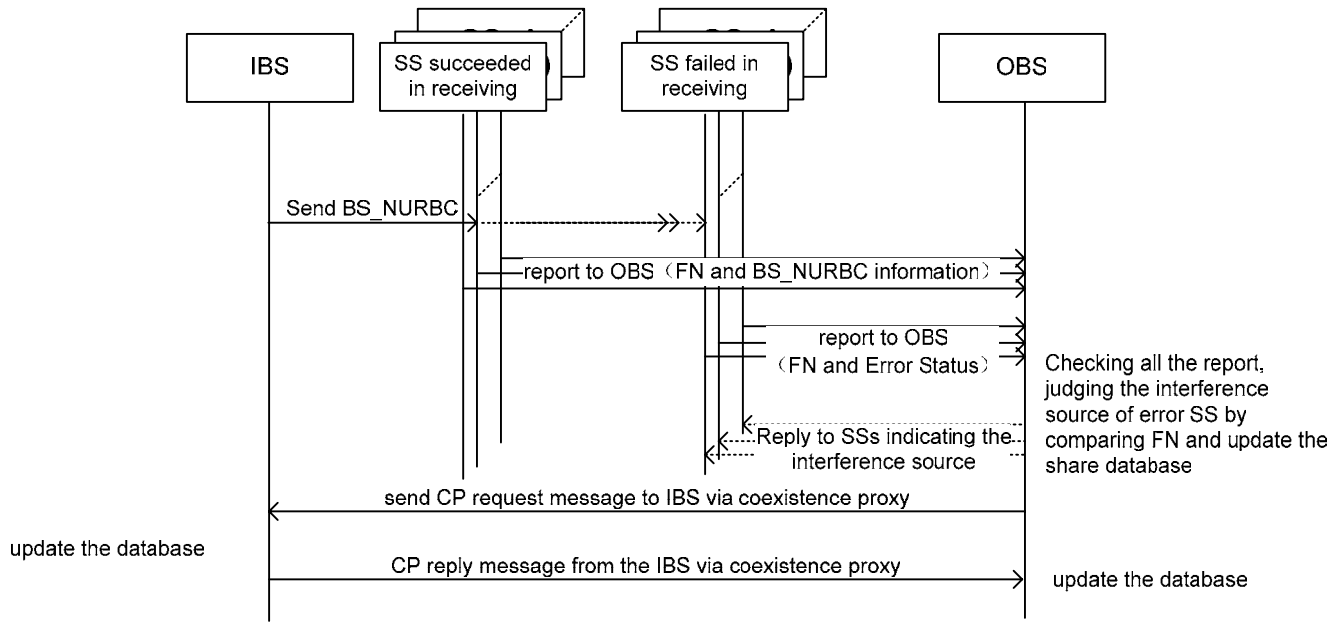 IBS
SS succeeded
in receiving
SS failed in
receiving
OBS
Send BS_NURBC
report to OBS（FN and BS_NURBC information）
report to OBS
（FN and Error Status）
Checking all the report,
judging the interference
source of error SS by
comparing FN and update the
share database
Reply to SSs indicating the
interference source
send CP request message to IBS via coexistence proxy
update the database
CP reply message from the IBS via coexistence proxy
update the database